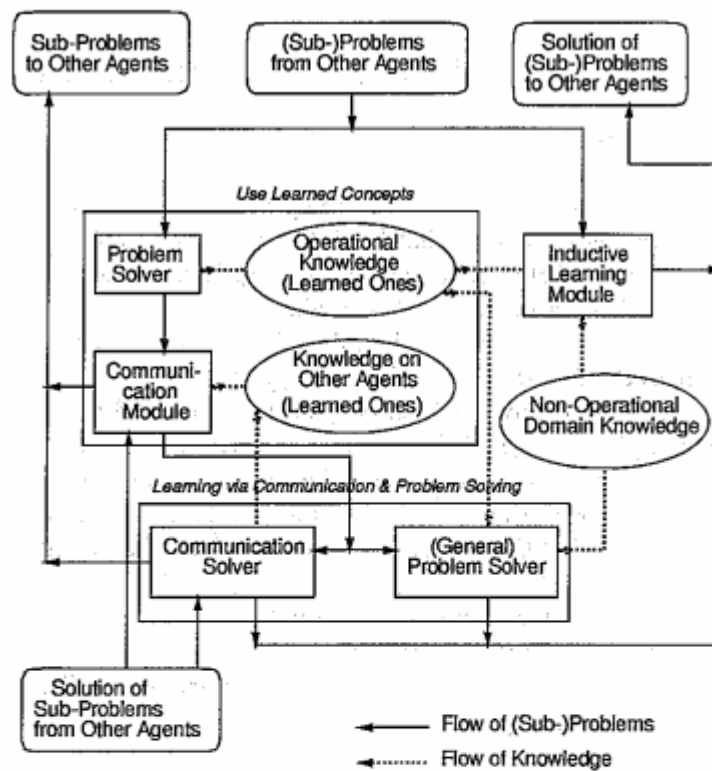 Sub-Problems
to Other Agents
(Sub-)Problems
from Other Agents
Solution of
(Sub-)Problems
to Other Agents
Use Learned Concepts
Problem
Solver
Operational
Knowledge
(Learned Ones)
Inductive
Learning
Module
Communi-
cation
Module
Knowledge on
Other Agents
(Learned Ones)
Non-Operational
Domain Knowledge
Learning via Communication & Problem Solving
Communication
Solver
(General)
Problem Solver
Solution of
Sub-Problems
from Other Agents
Flow of (Sub-)Problems
Flow of Knowledge